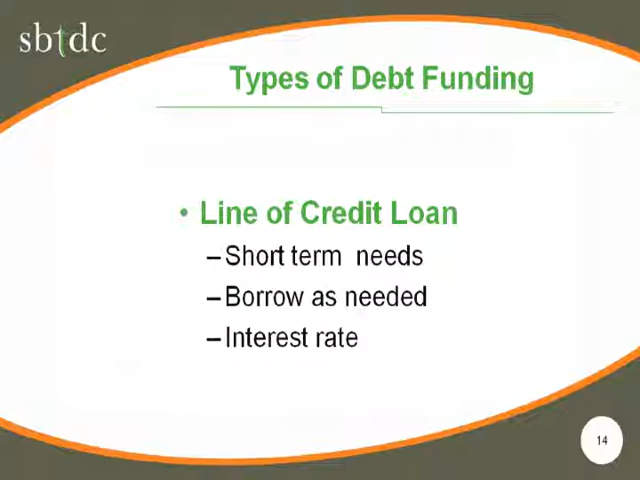 sbtdc
Types of Debt Funding
• Line of Credit Loan
–Short term needs
–Borrow as needed
–Interest rate
14